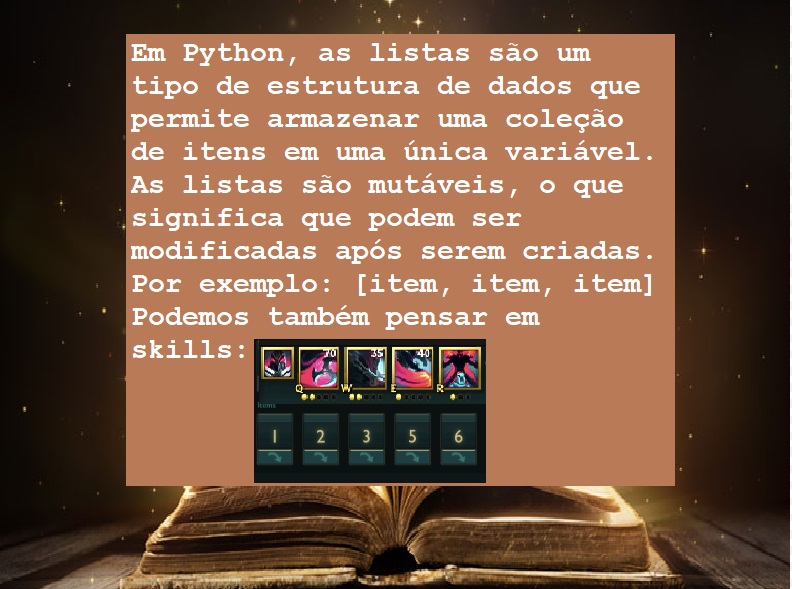 Em Python, as listas são um
tipo de estrutura de dados que
permite armazenar uma coleção
de itens em uma única variável.
As listas são mutáveis, o que
significa que podem ser
modificadas após serem criadas.
Por exemplo: [item, item, item]
Podemos também pensar em
skills:
70 35 40
Q W E R
Items
1 2 3 5 6